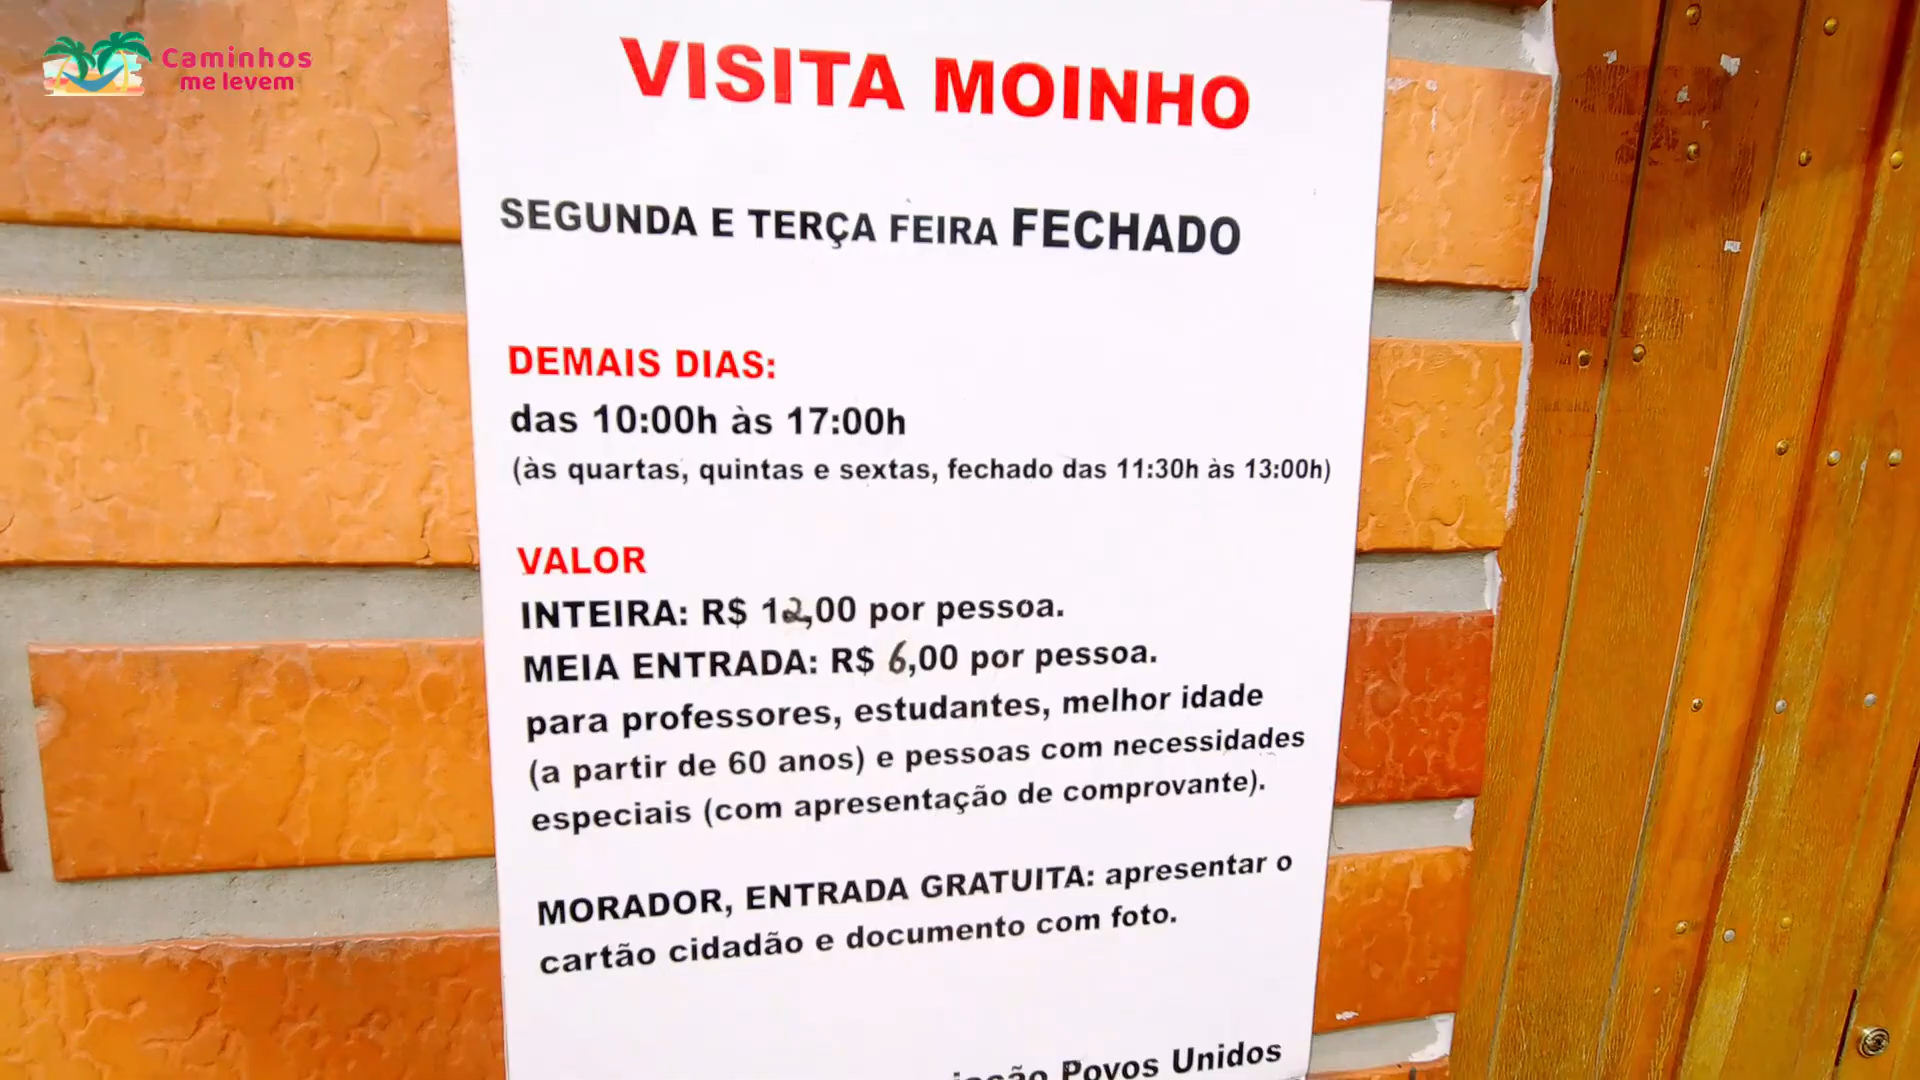 Caminhos
me levem
VISITA MOINHO
SEGUNDA E TERÇA FEIRA FECHADO
DEMAIS DIAS:
das 10:00h às 17:00h
(às quartas, quintas e sextas, fechado das 11:30h às 13:00h)
VALOR
INTEIRA: R$ 12,00 por pessoa.
MEIA ENTRADA: R$ 6,00 por pessoa.
para professores, estudantes, melhor idade
(a partir de 60 anos) e pessoas com necessidades
especiais (com apresentação de comprovante).
MORADOR, ENTRADA GRATUITA: apresentar o
cartão cidadão e documento com foto.
Povos Unidos